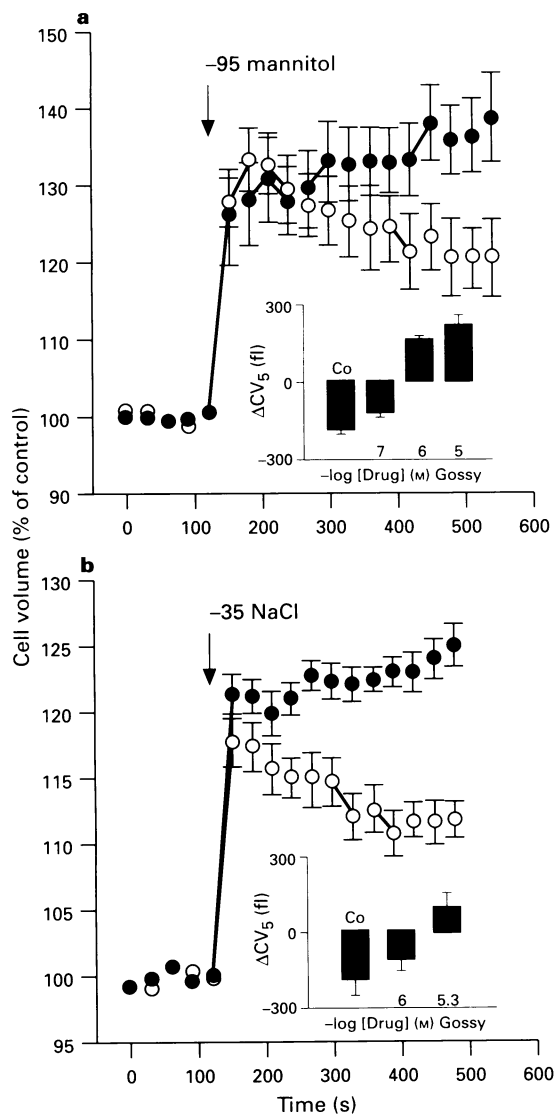 a
150
–95 mannitol
140
130
120
110
100
90
0 100 200 300 400 500 600
300
0
–300
ΔCV5 (fl)
Co
7 6 5
–log [Drug] (M) Gossy
Cell volume (% of control)
b
130
–35 NaCl
125
120
115
110
105
100
95
0 100 200 300 400 500 600
300
0
–300
ΔCV5 (fl)
Co
6 5.3
–log [Drug] (M) Gossy
Time (s)